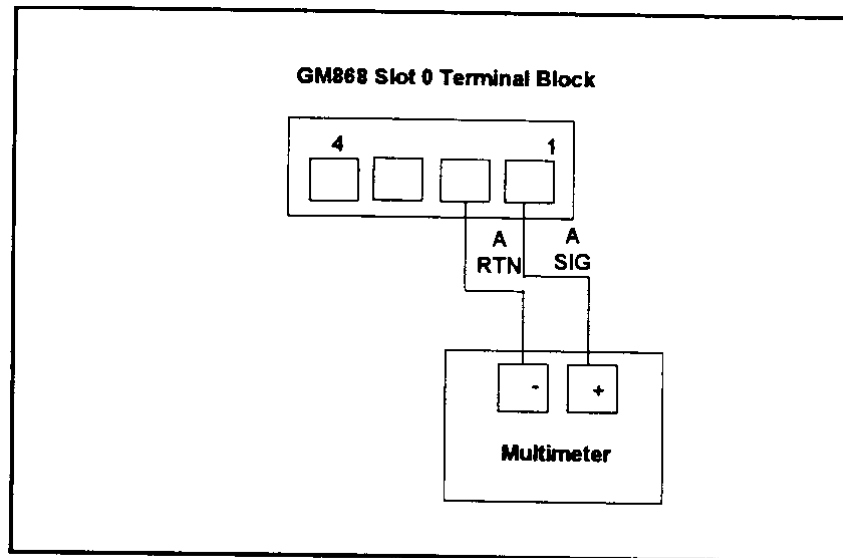 GM868 Slot 0 Terminal Block
4 1
A A
RTN SIG
- +
Multimeter